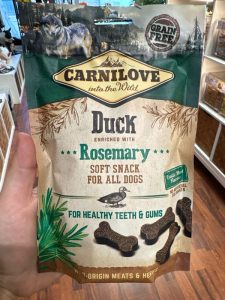 GRAIN
FREE
CARNILOVE
into the Wild
Duck
ENRICHED WITH
Rosemary
SOFT SNACK
FOR ALL DOGS
FOR HEALTHY TEETH & GUMS
-ORIGIN MEATS & HE